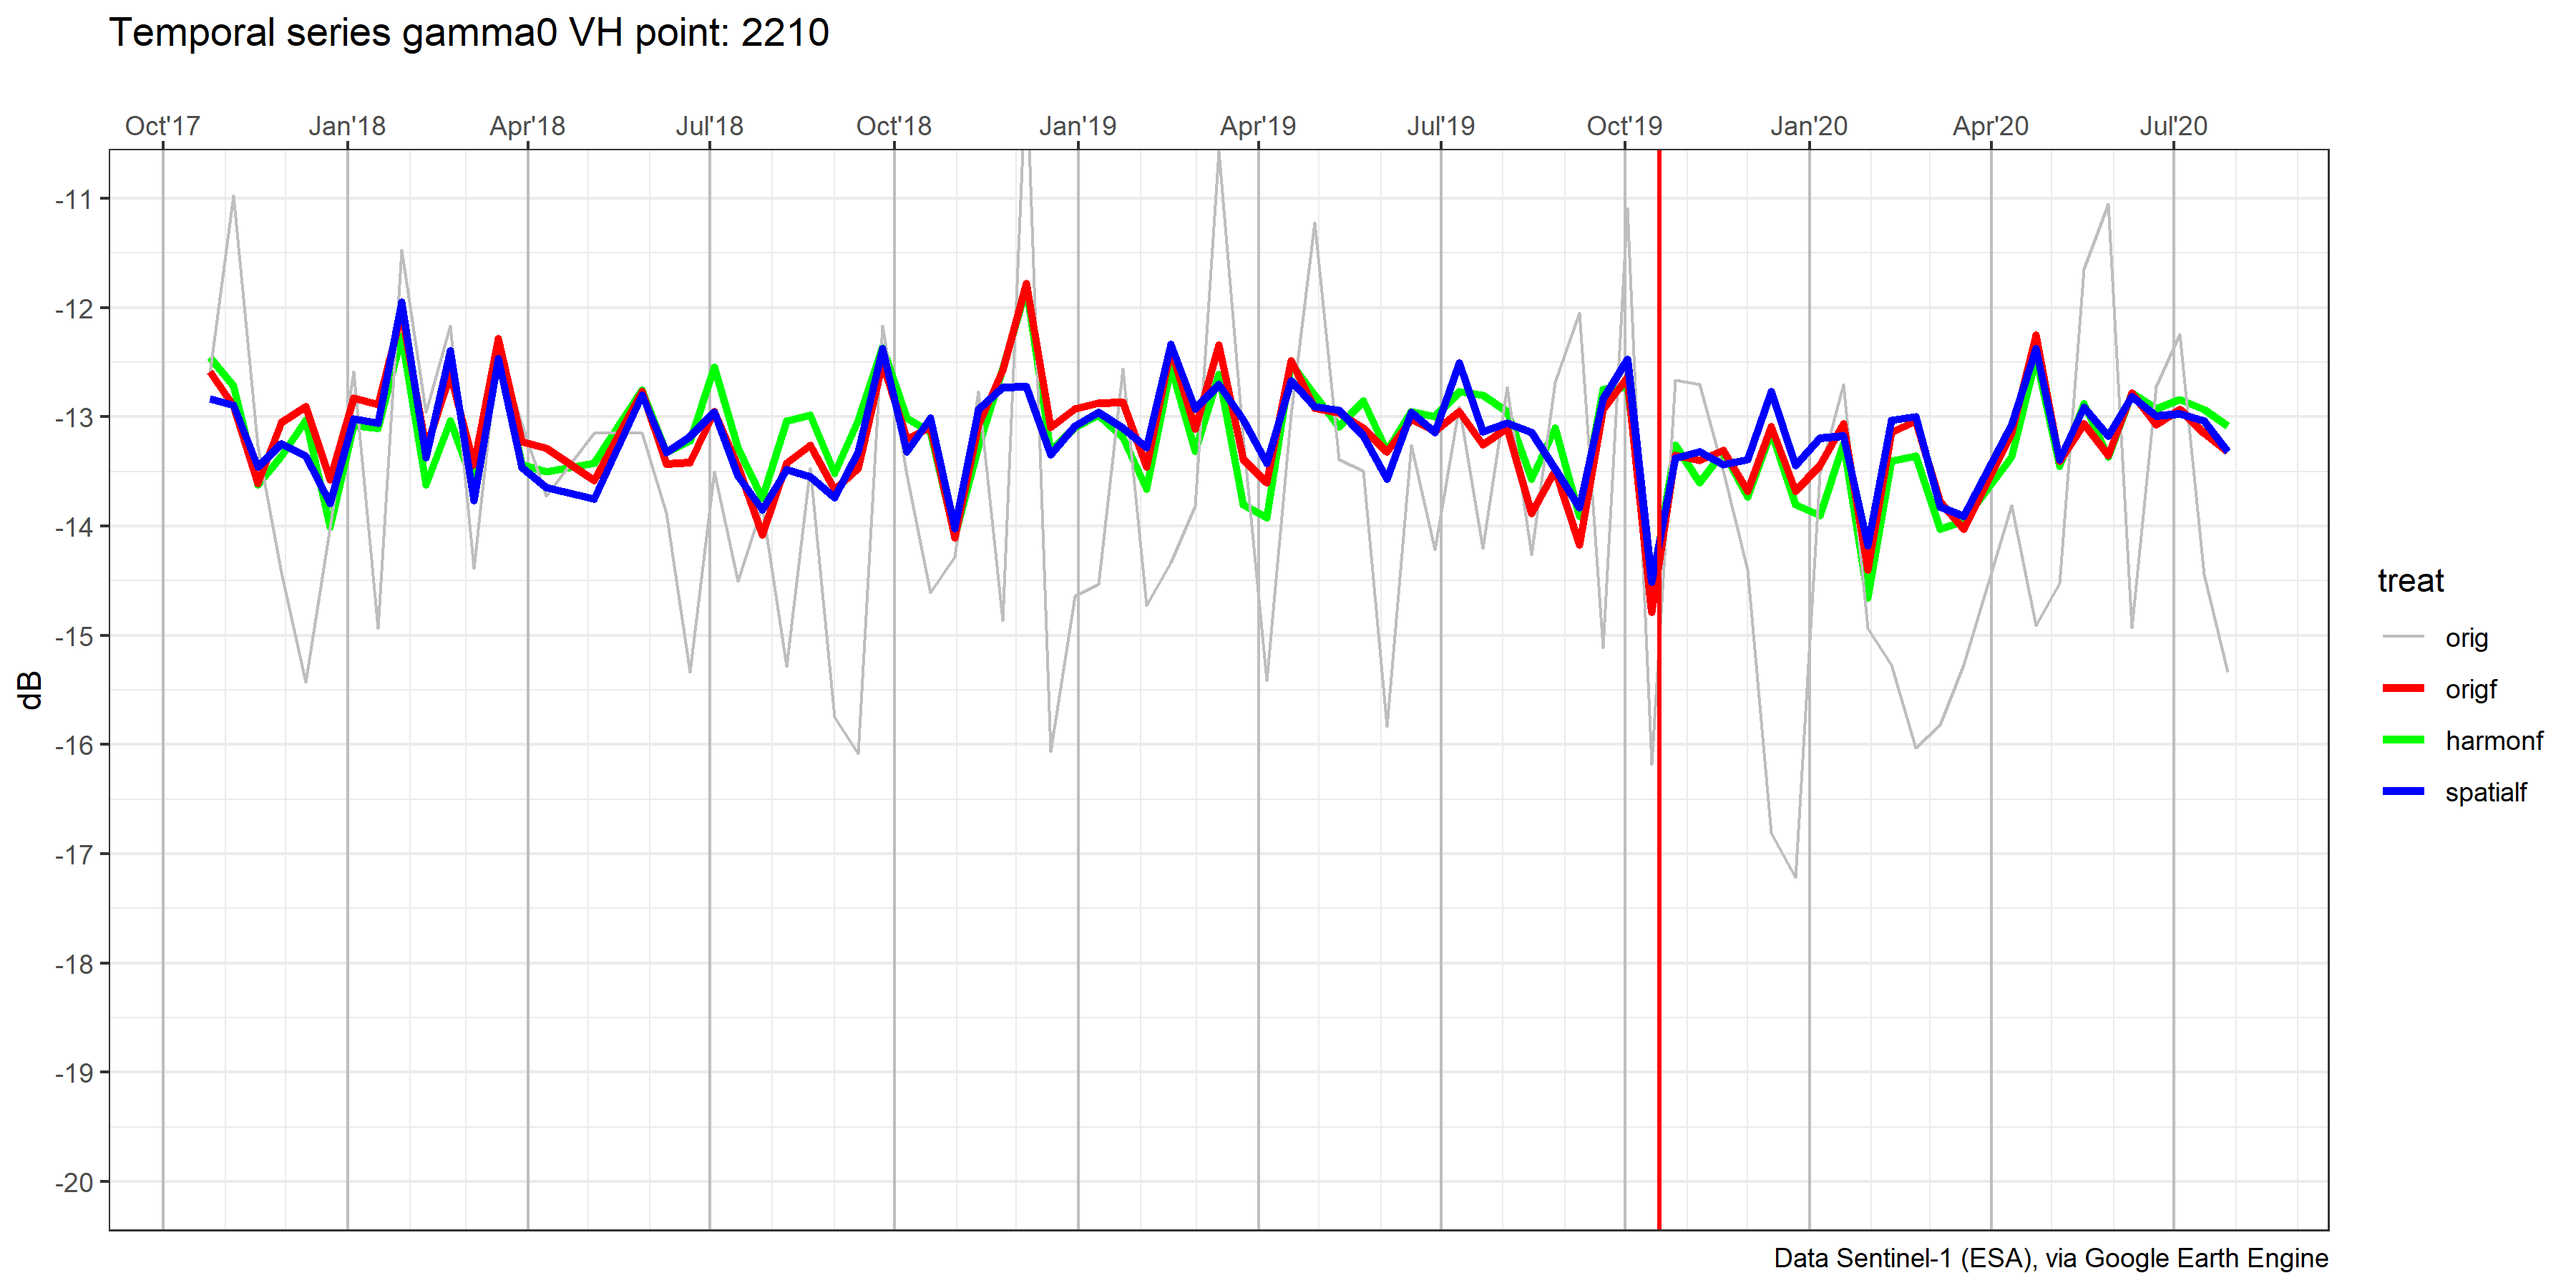 Temporal series gamma0 VH point: 2210
Oct'17 Jan'18 Apr'18 Jul'18 Oct'18 Jan'19 Apr'19 Jul'19 Oct'19 Jan'20 Apr'20 Jul'20
-11
-12
-13
-14
-15
-16
-17
-18
-19
-20
dB
treat
orig
origf
harmonf
spatialf
Data Sentinel-1 (ESA), via Google Earth Engine